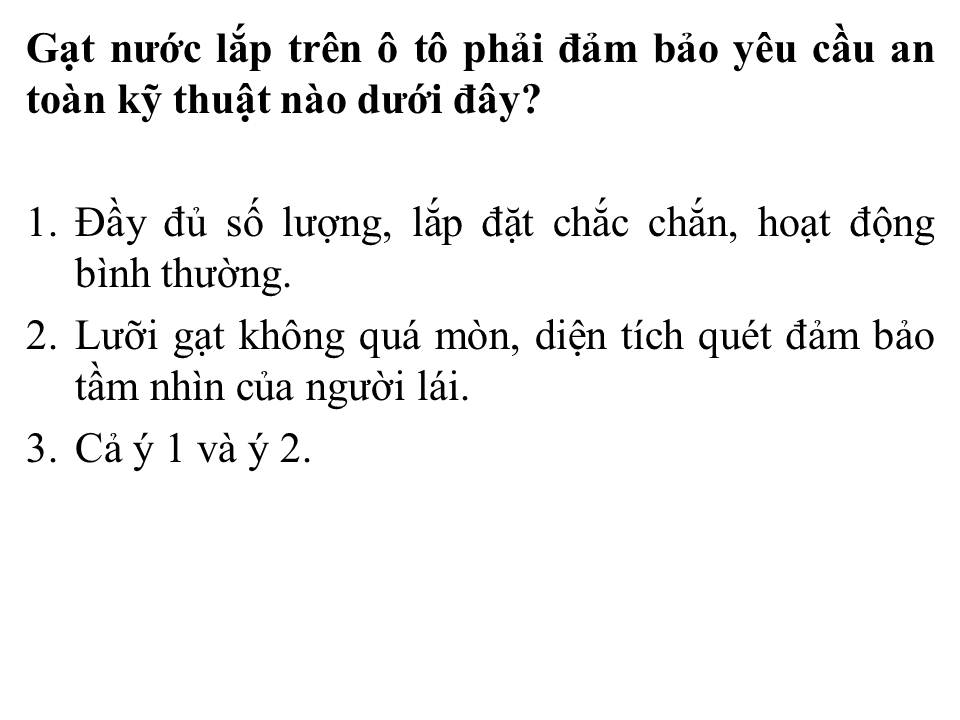 Gạt nước lắp trên ô tô phải đảm bảo yêu cầu an
toàn kỹ thuật nào dưới đây?
1. Đầy đủ số lượng, lắp đặt chắc chắn, hoạt động
bình thường.
2. Lưỡi gạt không quá mòn, diện tích quét đảm bảo
tầm nhìn của người lái.
3. Cả ý 1 và ý 2.